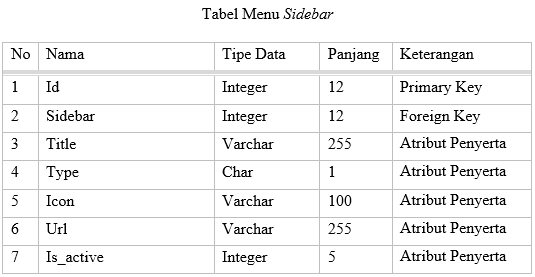 Tabel Menu Sidebar
No Nama Tipe Data Panjang Keterangan
1 Id Integer 12 Primary Key
2 Sidebar Integer 12 Foreign Key
3 Title Varchar 255 Atribut Penyerta
4 Type Char 1 Atribut Penyerta
5 Icon Varchar 100 Atribut Penyerta
6 Url Varchar 255 Atribut Penyerta
7 Is_active Integer 5 Atribut Penyerta